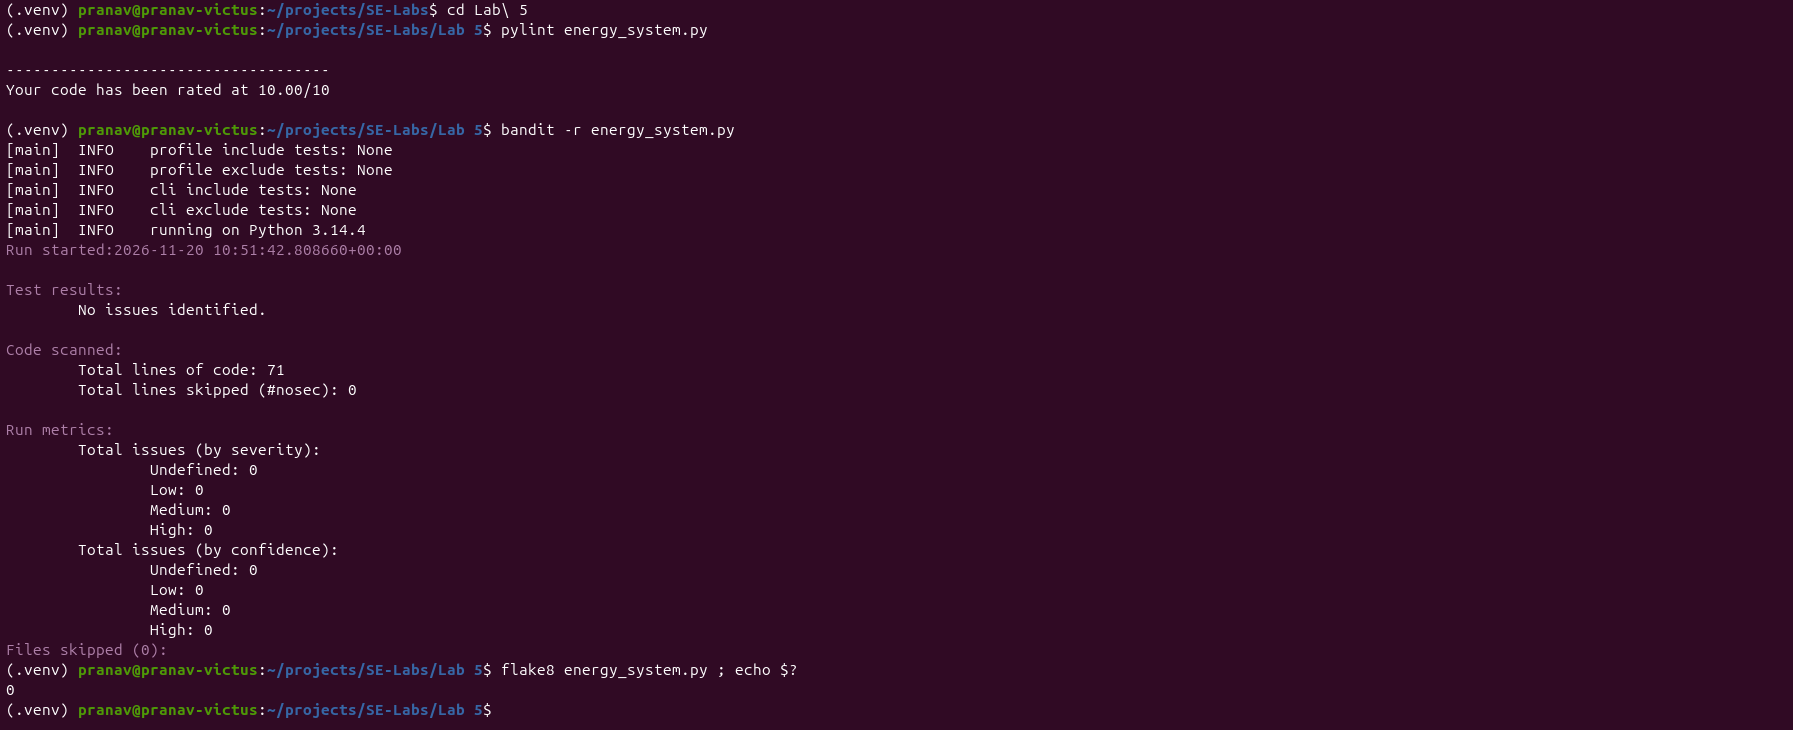 (.venv) pranav@pranav-victus:~/projects/SE-Labs$ cd Lab\ 5
(.venv) pranav@pranav-victus:~/projects/SE-Labs/Lab 5$ pylint energy_system.py
------------------------------------
Your code has been rated at 10.00/10
(.venv) pranav@pranav-victus:~/projects/SE-Labs/Lab 5$ bandit -r energy_system.py
[main]  INFO    profile include tests: None
[main]  INFO    profile exclude tests: None
[main]  INFO    cli include tests: None
[main]  INFO    cli exclude tests: None
[main]  INFO    running on Python 3.14.4
Run started:2026-11-20 10:51:42.808660+00:00
Test results:
        No issues identified.
Code scanned:
        Total lines of code: 71
        Total lines skipped (#nosec): 0
Run metrics:
        Total issues (by severity):
                Undefined: 0
                Low: 0
                Medium: 0
                High: 0
        Total issues (by confidence):
                Undefined: 0
                Low: 0
                Medium: 0
                High: 0
Files skipped (0):
(.venv) pranav@pranav-victus:~/projects/SE-Labs/Lab 5$ flake8 energy_system.py ; echo $?
0
(.venv) pranav@pranav-victus:~/projects/SE-Labs/Lab 5$